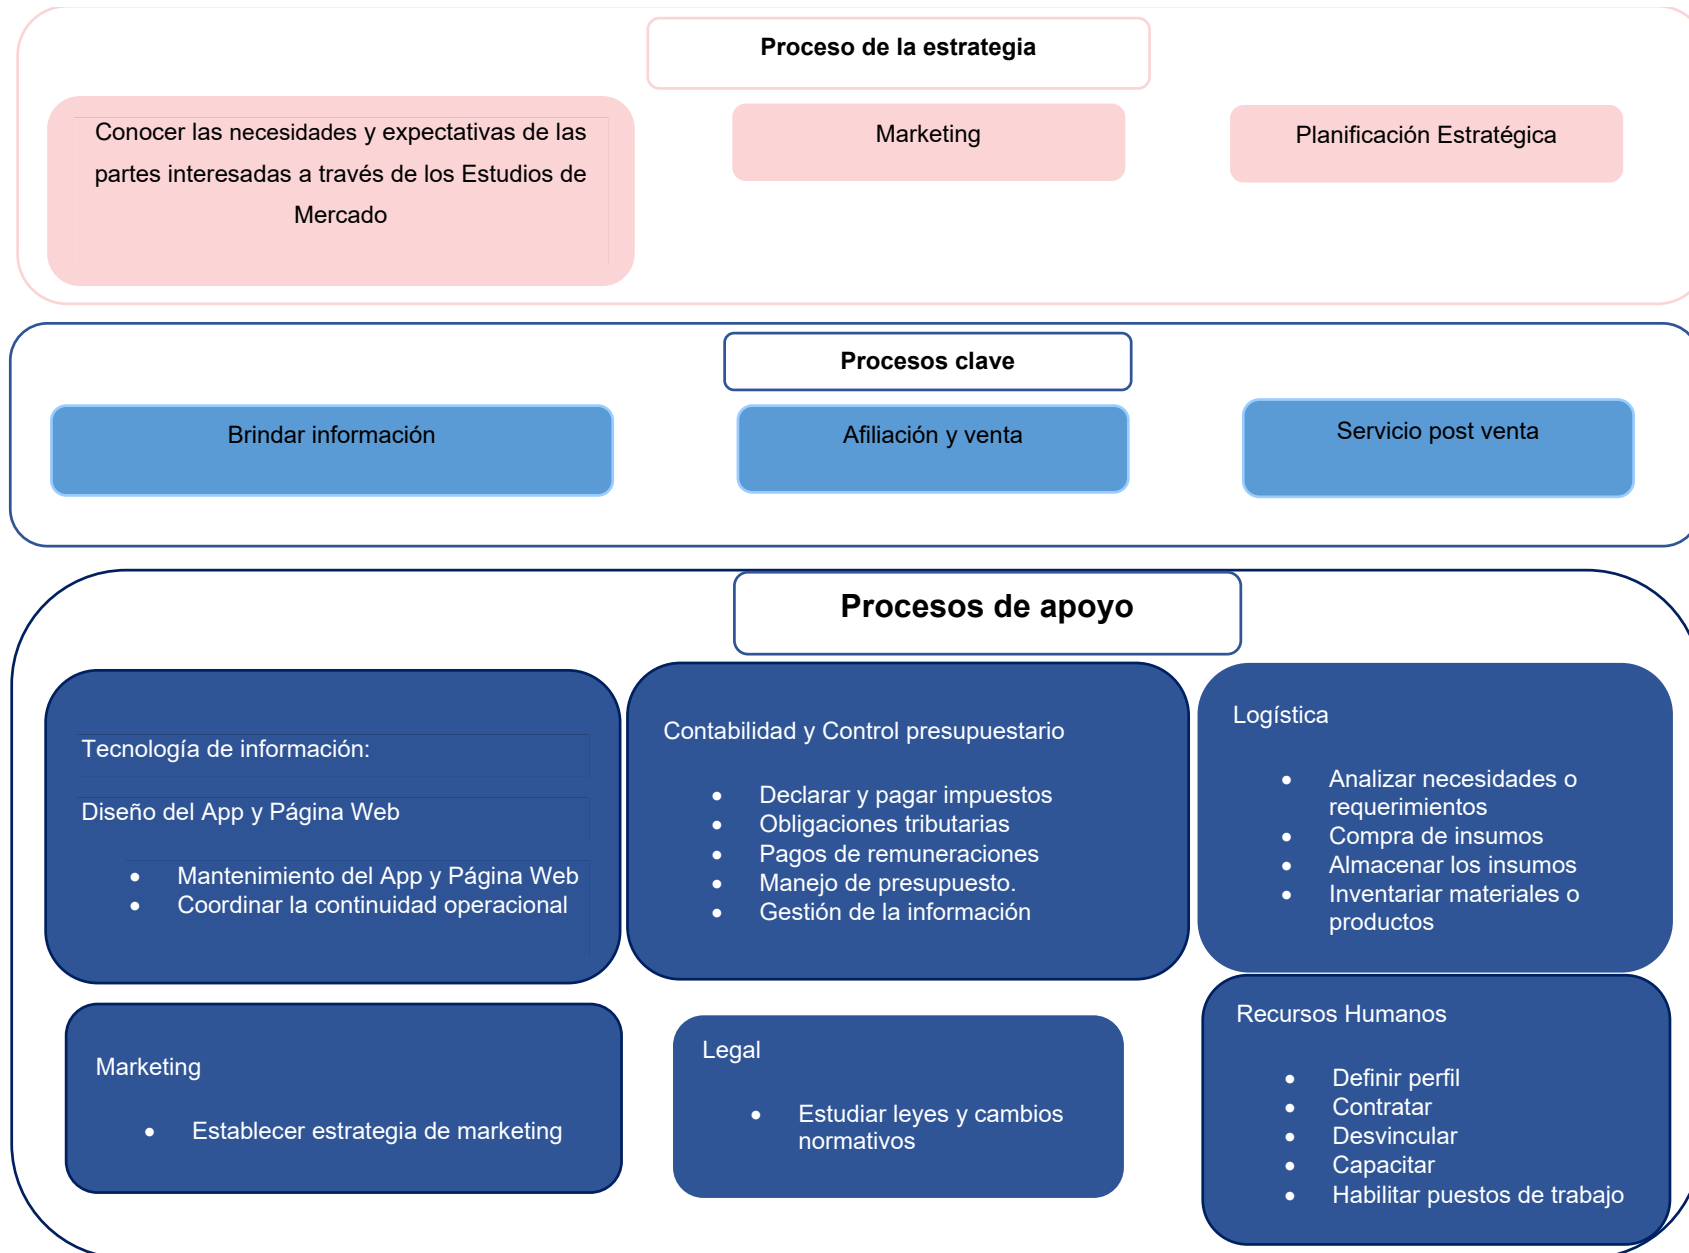 Proceso de la estrategia
Conocer las necesidades y expectativas de las
partes interesadas a través de los Estudios de
Mercado
Marketing
Planificación Estratégica
Procesos clave
Brindar información
Afiliación y venta
Servicio post venta
Procesos de apoyo
Tecnología de información:
Diseño del App y Página Web
• Mantenimiento del App y Página Web
• Coordinar la continuidad operacional
Contabilidad y Control presupuestario
• Declarar y pagar impuestos
• Obligaciones tributarias
• Pagos de remuneraciones
• Manejo de presupuesto.
• Gestión de la información
Logística
• Analizar necesidades o
requerimientos
• Compra de insumos
• Almacenar los insumos
• Inventariar materiales o
productos
Marketing
• Establecer estrategia de marketing
Legal
• Estudiar leyes y cambios
normativos
Recursos Humanos
• Definir perfil
• Contratar
• Desvincular
• Capacitar
• Habilitar puestos de trabajo